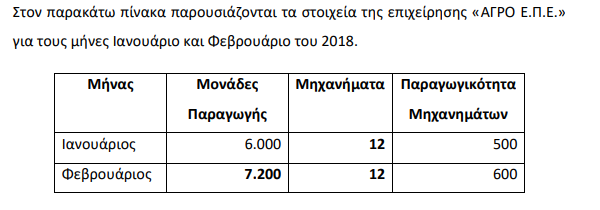 Στον παρακάτω πίνακα παρουσιάζονται τα στοιχεία της επιχείρησης «ΑΓΡΟ Ε.Π.Ε.»
για τους μήνες Ιανουάριο και Φεβρουάριο του 2018.
Μήνας Μονάδες Παραγωγής Μηχανήματα Παραγωγικότητα Μηχανημάτων
Ιανουάριος 6.000 12 500
Φεβρουάριος 7.200 12 600